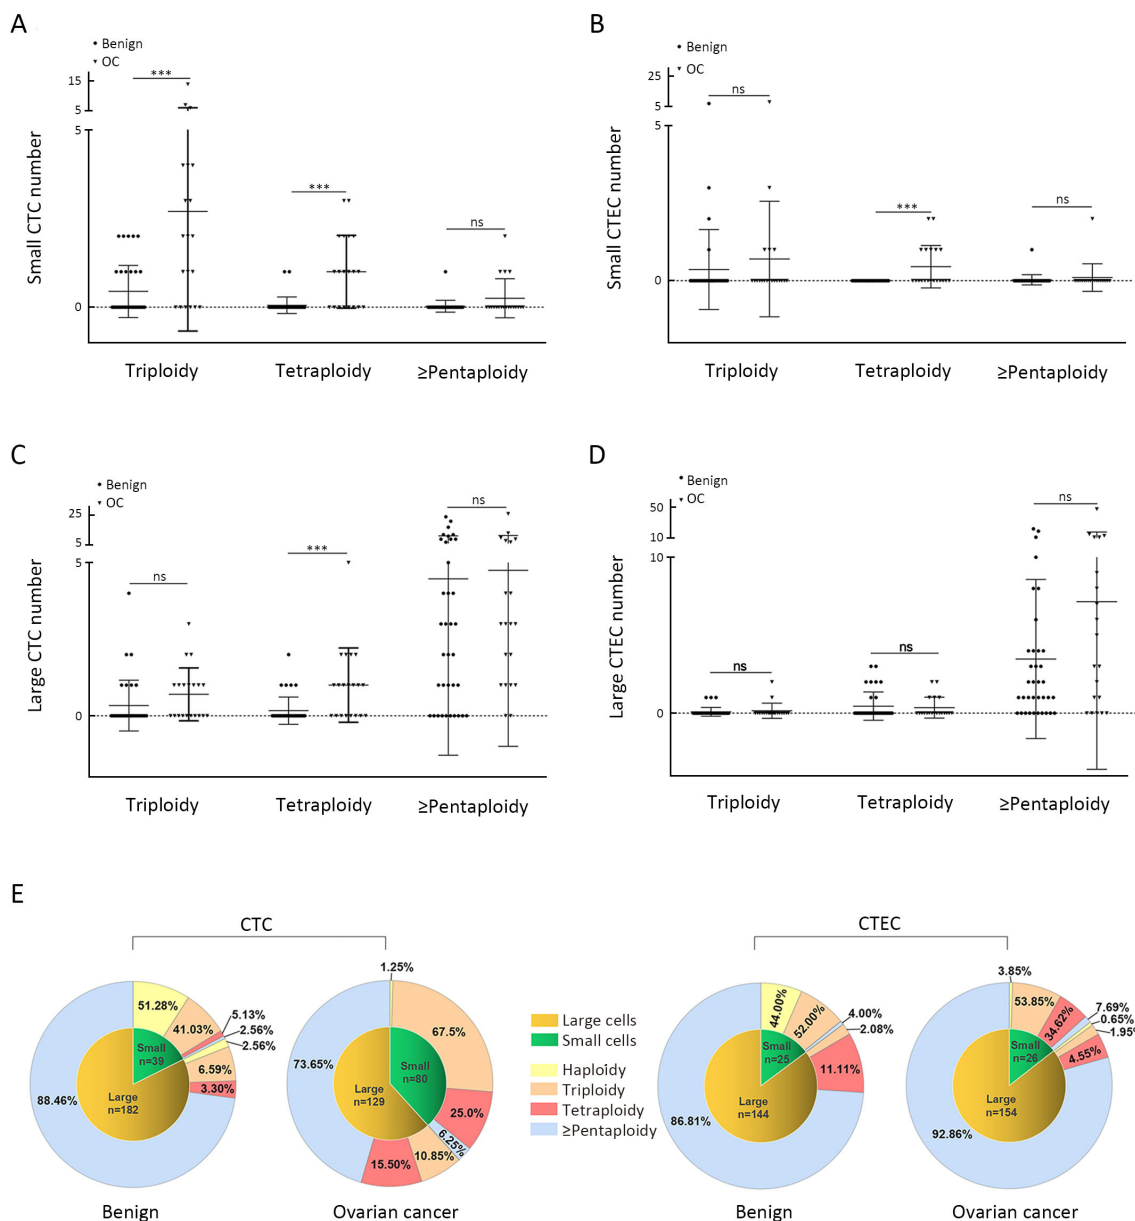 A
Benign
OC
15
5
5
0
Small CTC number
***
***
ns
Triploidy
Tetraploidy
≥Pentaploidy
B
Benign
OC
25
5
5
0
Small CTEC number
ns
***
ns
Triploidy
Tetraploidy
≥Pentaploidy
C
Benign
OC
25
5
5
0
Large CTC number
ns
***
ns
Triploidy
Tetraploidy
≥Pentaploidy
D
Benign
OC
50
10
10
0
Large CTEC number
ns
ns
ns
Triploidy
Tetraploidy
≥Pentaploidy
E
CTC
51.28%
41.03%
5.13%
2.56%
2.56%
6.59%
3.30%
88.46%
Small
n=39
Large
n=182
Benign
1.25%
67.5%
25.0%
6.25%
10.85%
15.50%
73.65%
Small
n=80
Large
n=129
Ovarian cancer
Large cells
Small cells
Haploidy
Triploidy
Tetraploidy
≥Pentaploidy
CTEC
44.00%
52.00%
4.00%
2.08%
11.11%
86.81%
Small
n=25
Large
n=144
Benign
3.85%
53.85%
34.62%
7.69%
0.65%
1.95%
4.55%
92.86%
Small
n=26
Large
n=154
Ovarian cancer